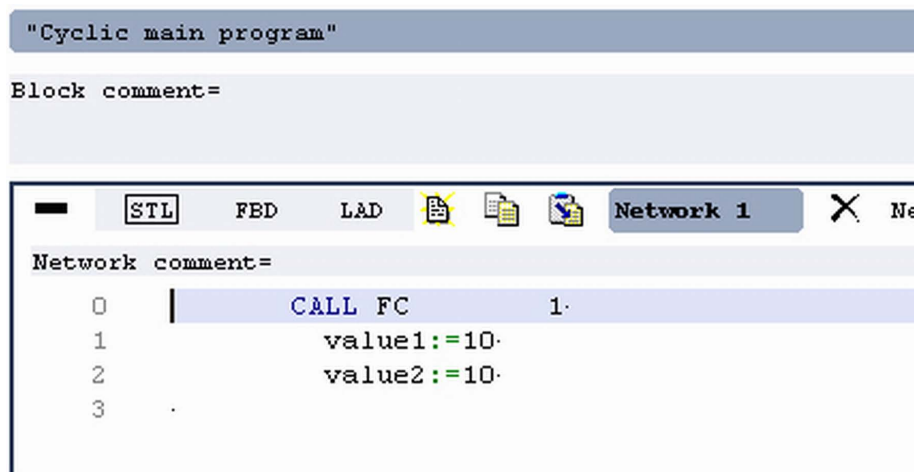 "Cyclic main program"
Block comment=
STL FBD LAD Network 1 Ne
Network comment=
0 CALL FC 1
1 value1:=10
2 value2:=10
3